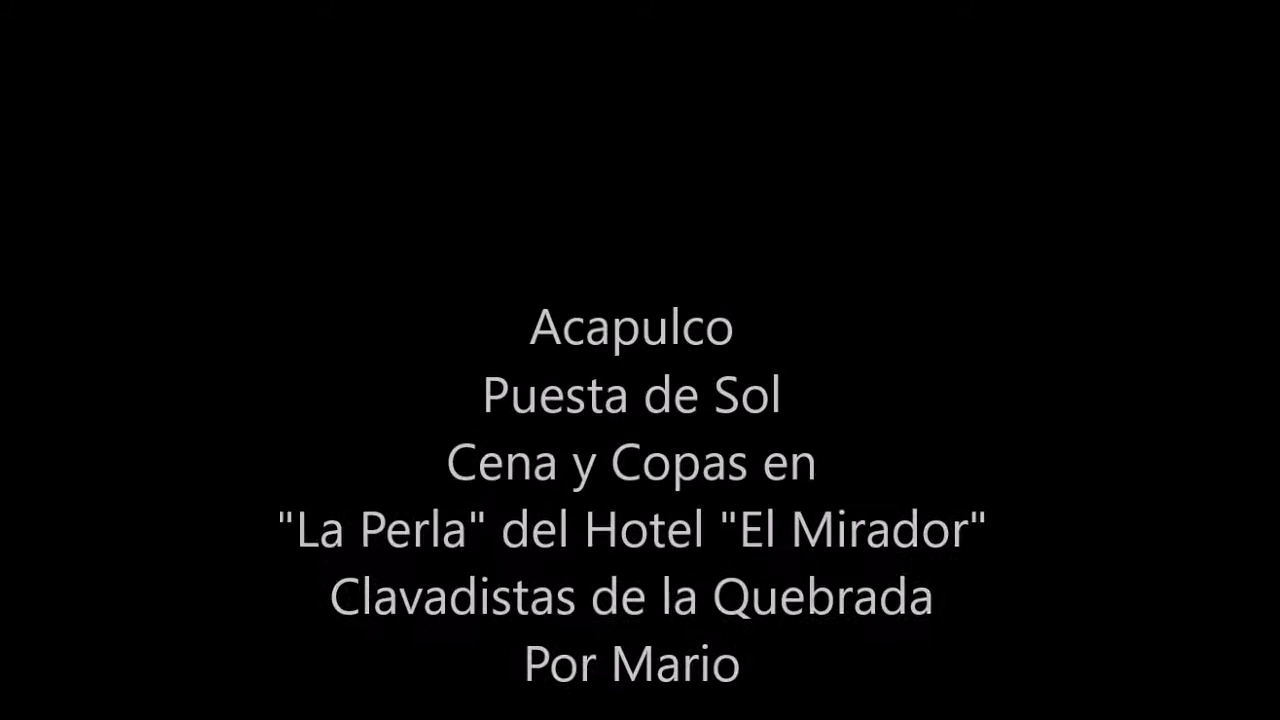 Acapulco
Puesta de Sol
Cena y Copas en
"La Perla" del Hotel "El Mirador"
Clavadistas de la Quebrada
Por Mario